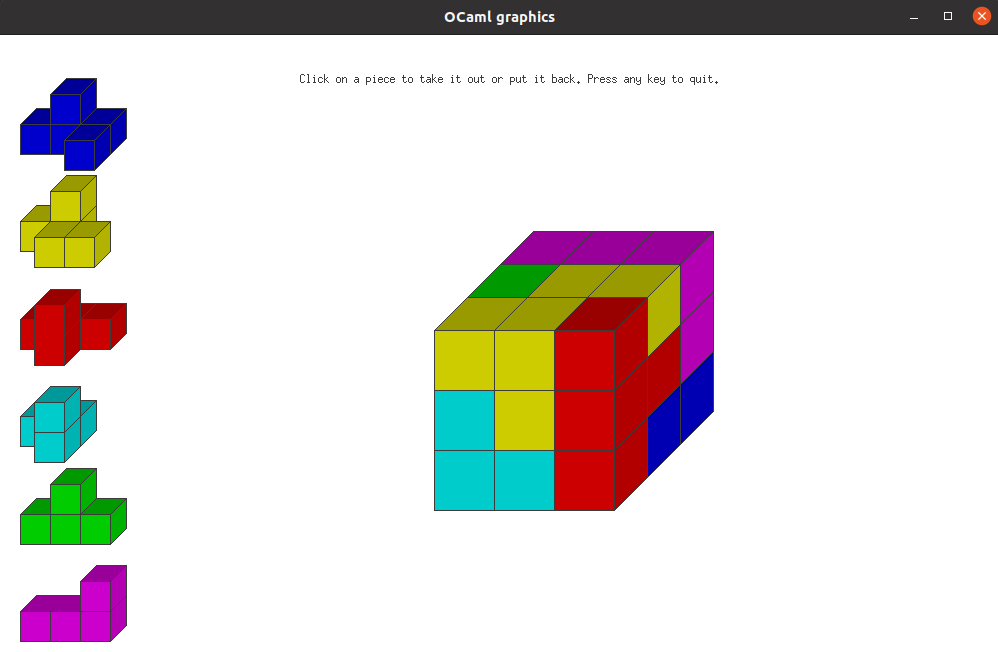 OCaml graphics
Click on a piece to take it out or put it back. Press any key to quit.